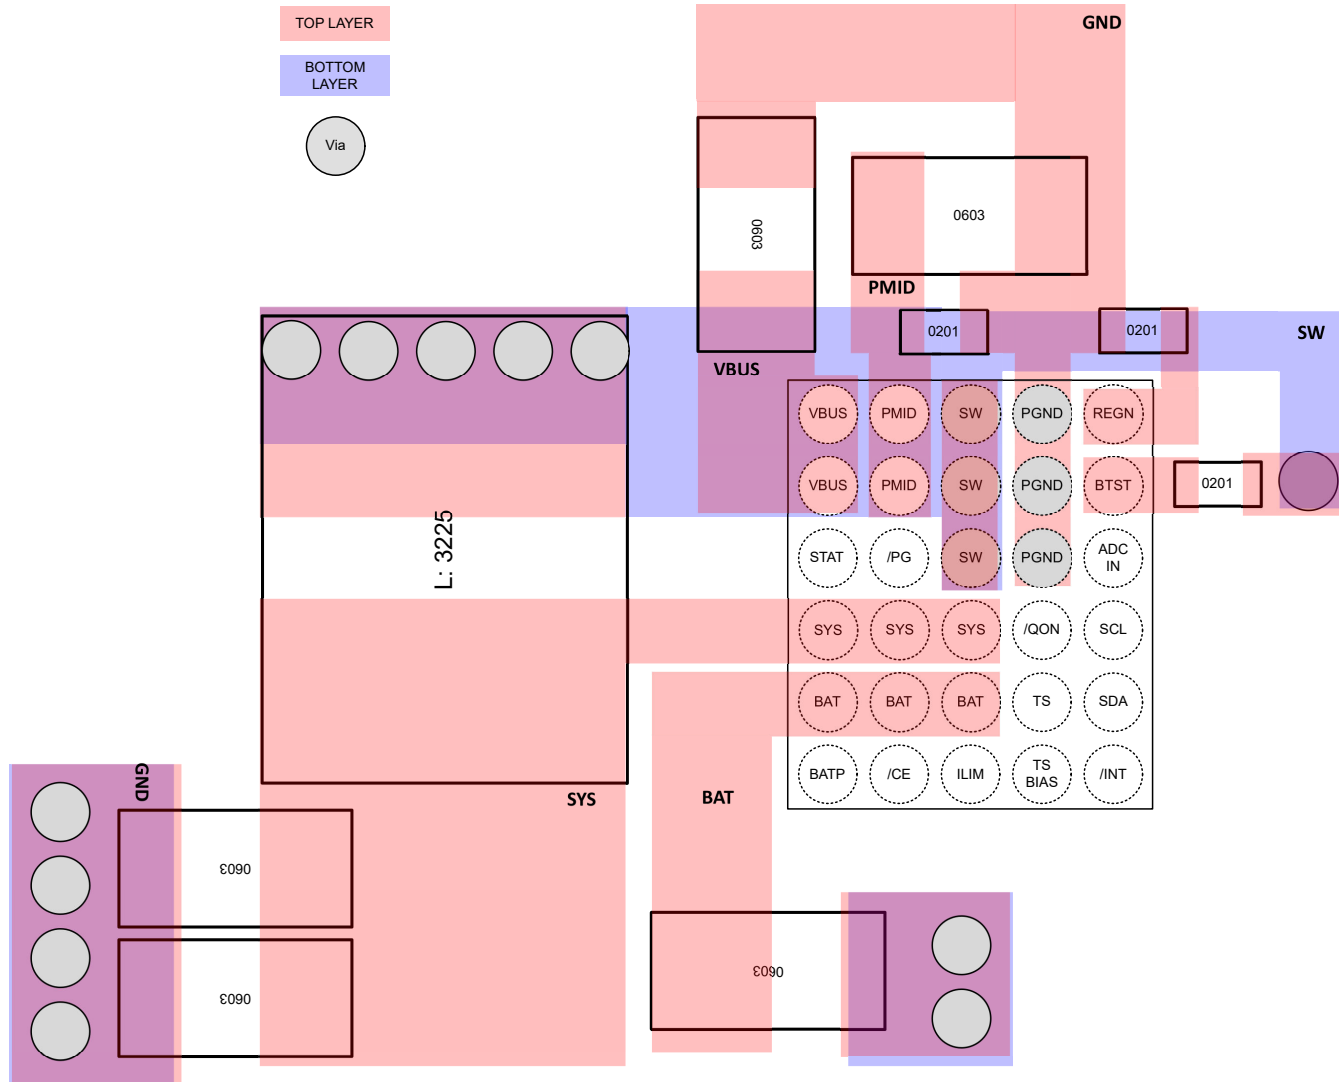 TOP LAYER
GND
BOTTOM
LAYER
Via
0603
0603
PMID
0201
0201
SW
VBUS
VBUS
PMID
SW
PGND
REGN
VBUS
PMID
SW
PGND
BTST
0201
L: 3225
STAT
/PG
SW
PGND
ADC
IN
SYS
SYS
SYS
/QON
SCL
BAT
BAT
BAT
TS
SDA
BATP
/CE
ILIM
TS
BIAS
/INT
GND
SYS
BAT
0603
0603
0603